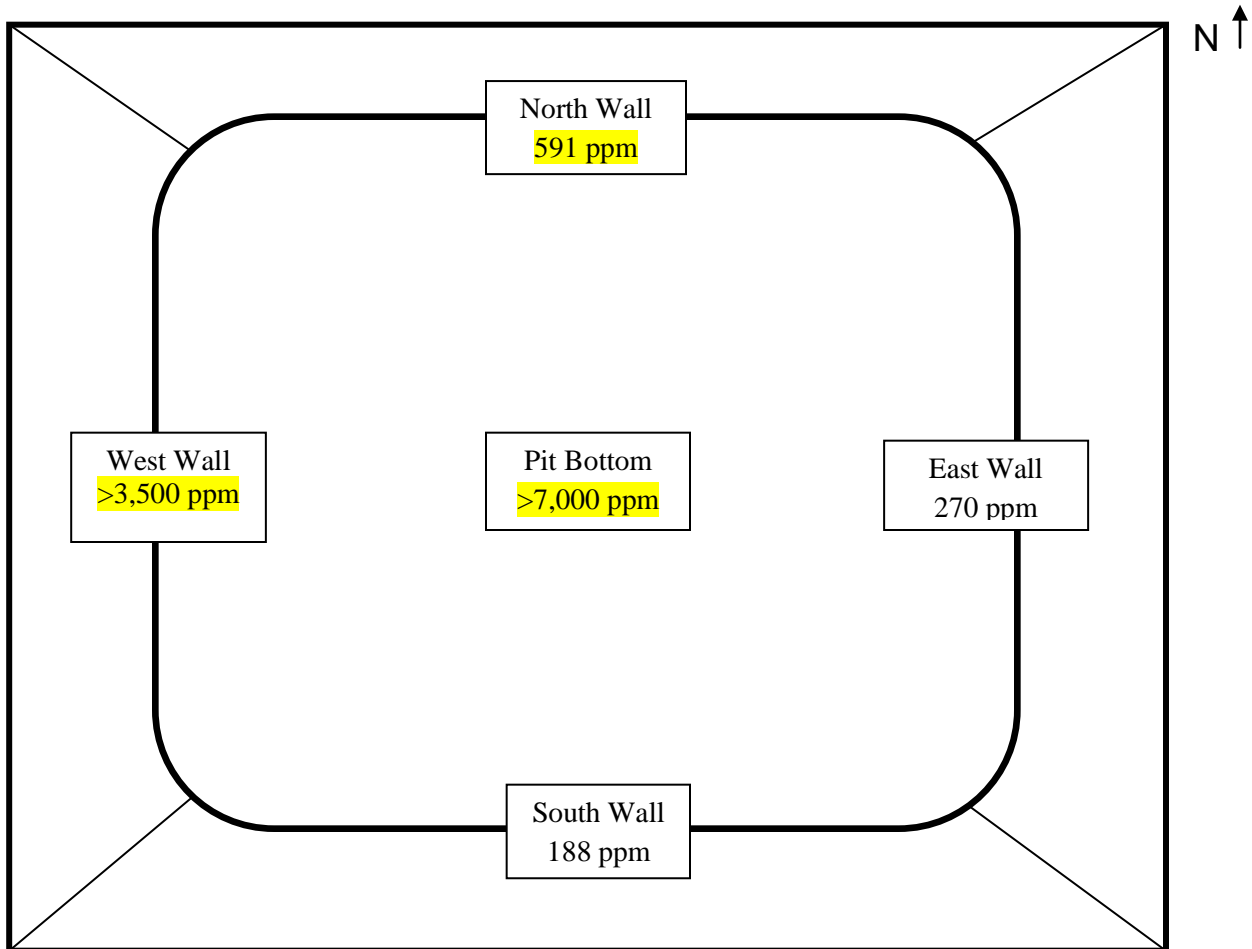 N
North Wall
591 ppm
West Wall
>3,500 ppm
Pit Bottom
>7,000 ppm
East Wall
270 ppm
South Wall
188 ppm